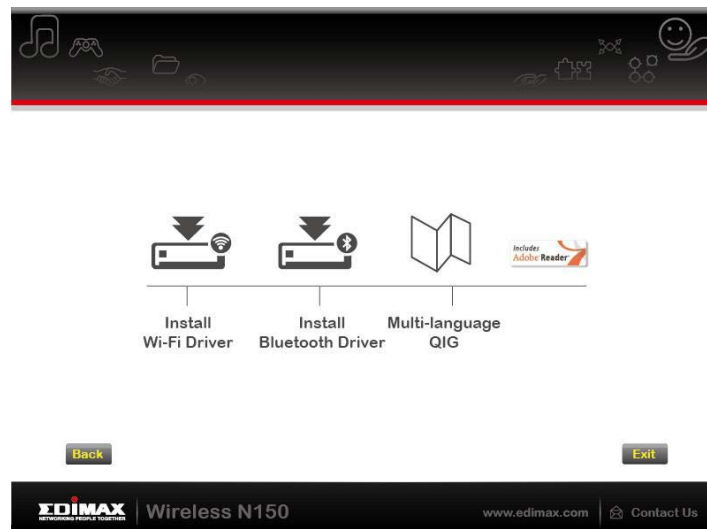 Includes
Adobe Reader
Install
Wi-Fi Driver
Install
Bluetooth Driver
Multi-language
QIG
Back
Exit
EDIMAX
NETWORKING PEOPLE TOGETHER
Wireless N150
www.edimax.com
Contact Us